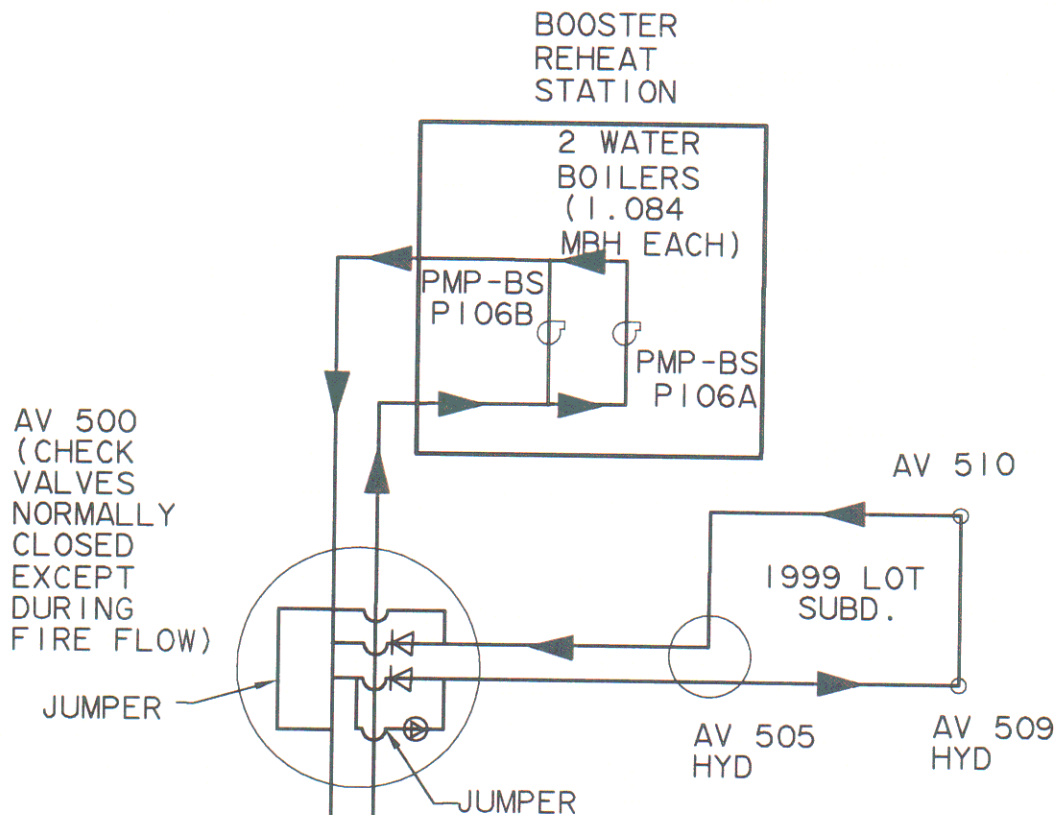 BOOSTER
REHEAT
STATION
2 WATER
BOILERS
(1.084
MBH EACH)
PMP-BS
P106B
PMP-BS
P106A
AV 500
(CHECK
VALVES
NORMALLY
CLOSED
EXCEPT
DURING
FIRE FLOW)
AV 510
1999 LOT
SUBD.
JUMPER
AV 505
HYD
AV 509
HYD
JUMPER